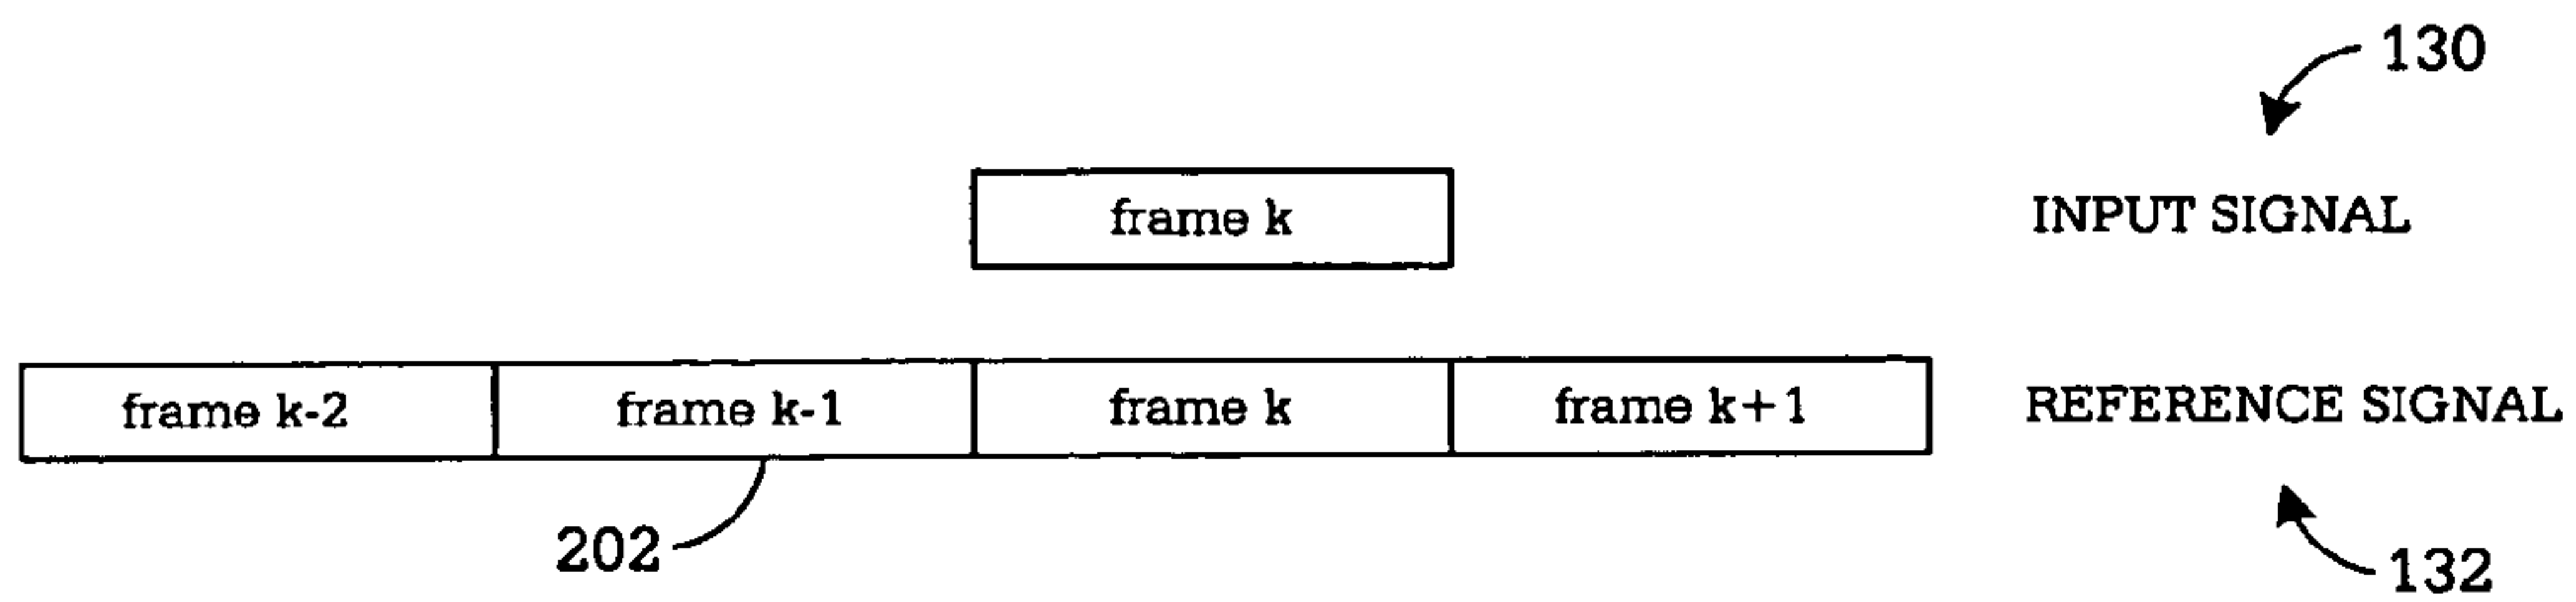 130
frame k INPUT SIGNAL
frame k-2 frame k-1 frame k frame k+1 REFERENCE SIGNAL
202
132